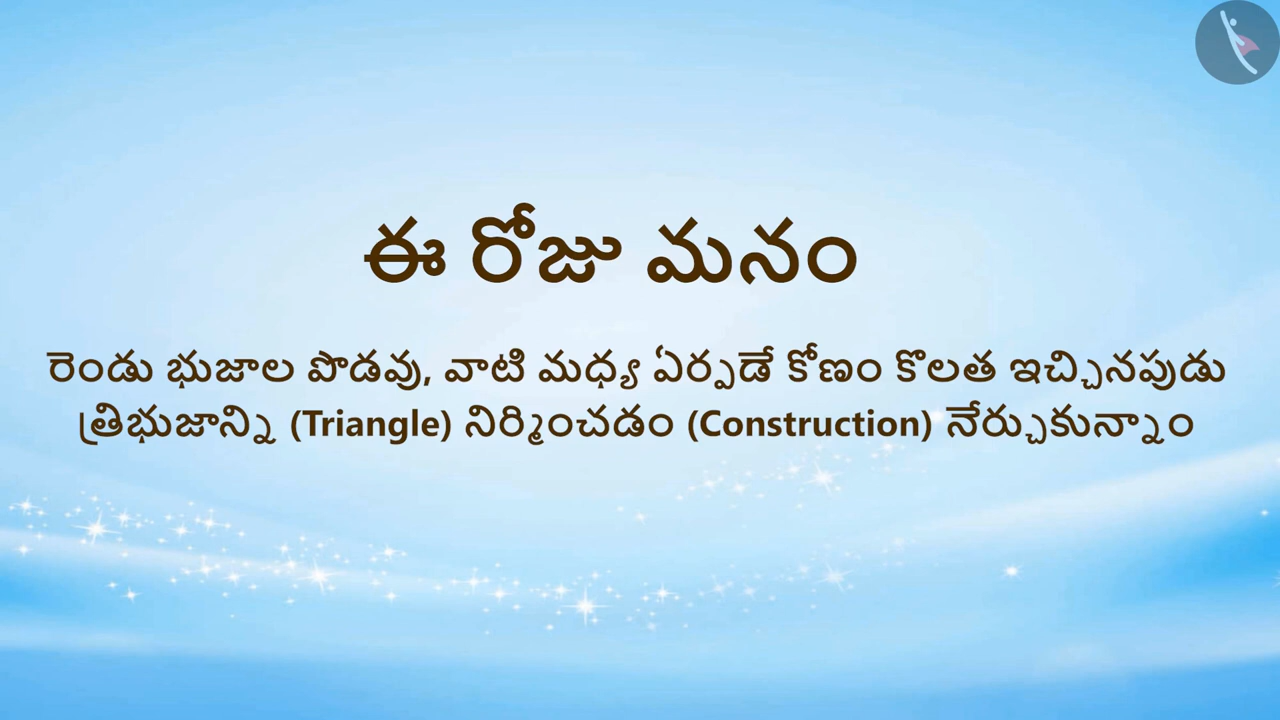 ఈ రోజు మనం
రెండు భుజాల పొడవు, వాటి మధ్య ఏర్పడే కోణం కొలత ఇచ్చినపుడు
త్రిభుజాన్ని (Triangle) నిర్మించడం (Construction) నేర్చుకున్నాం